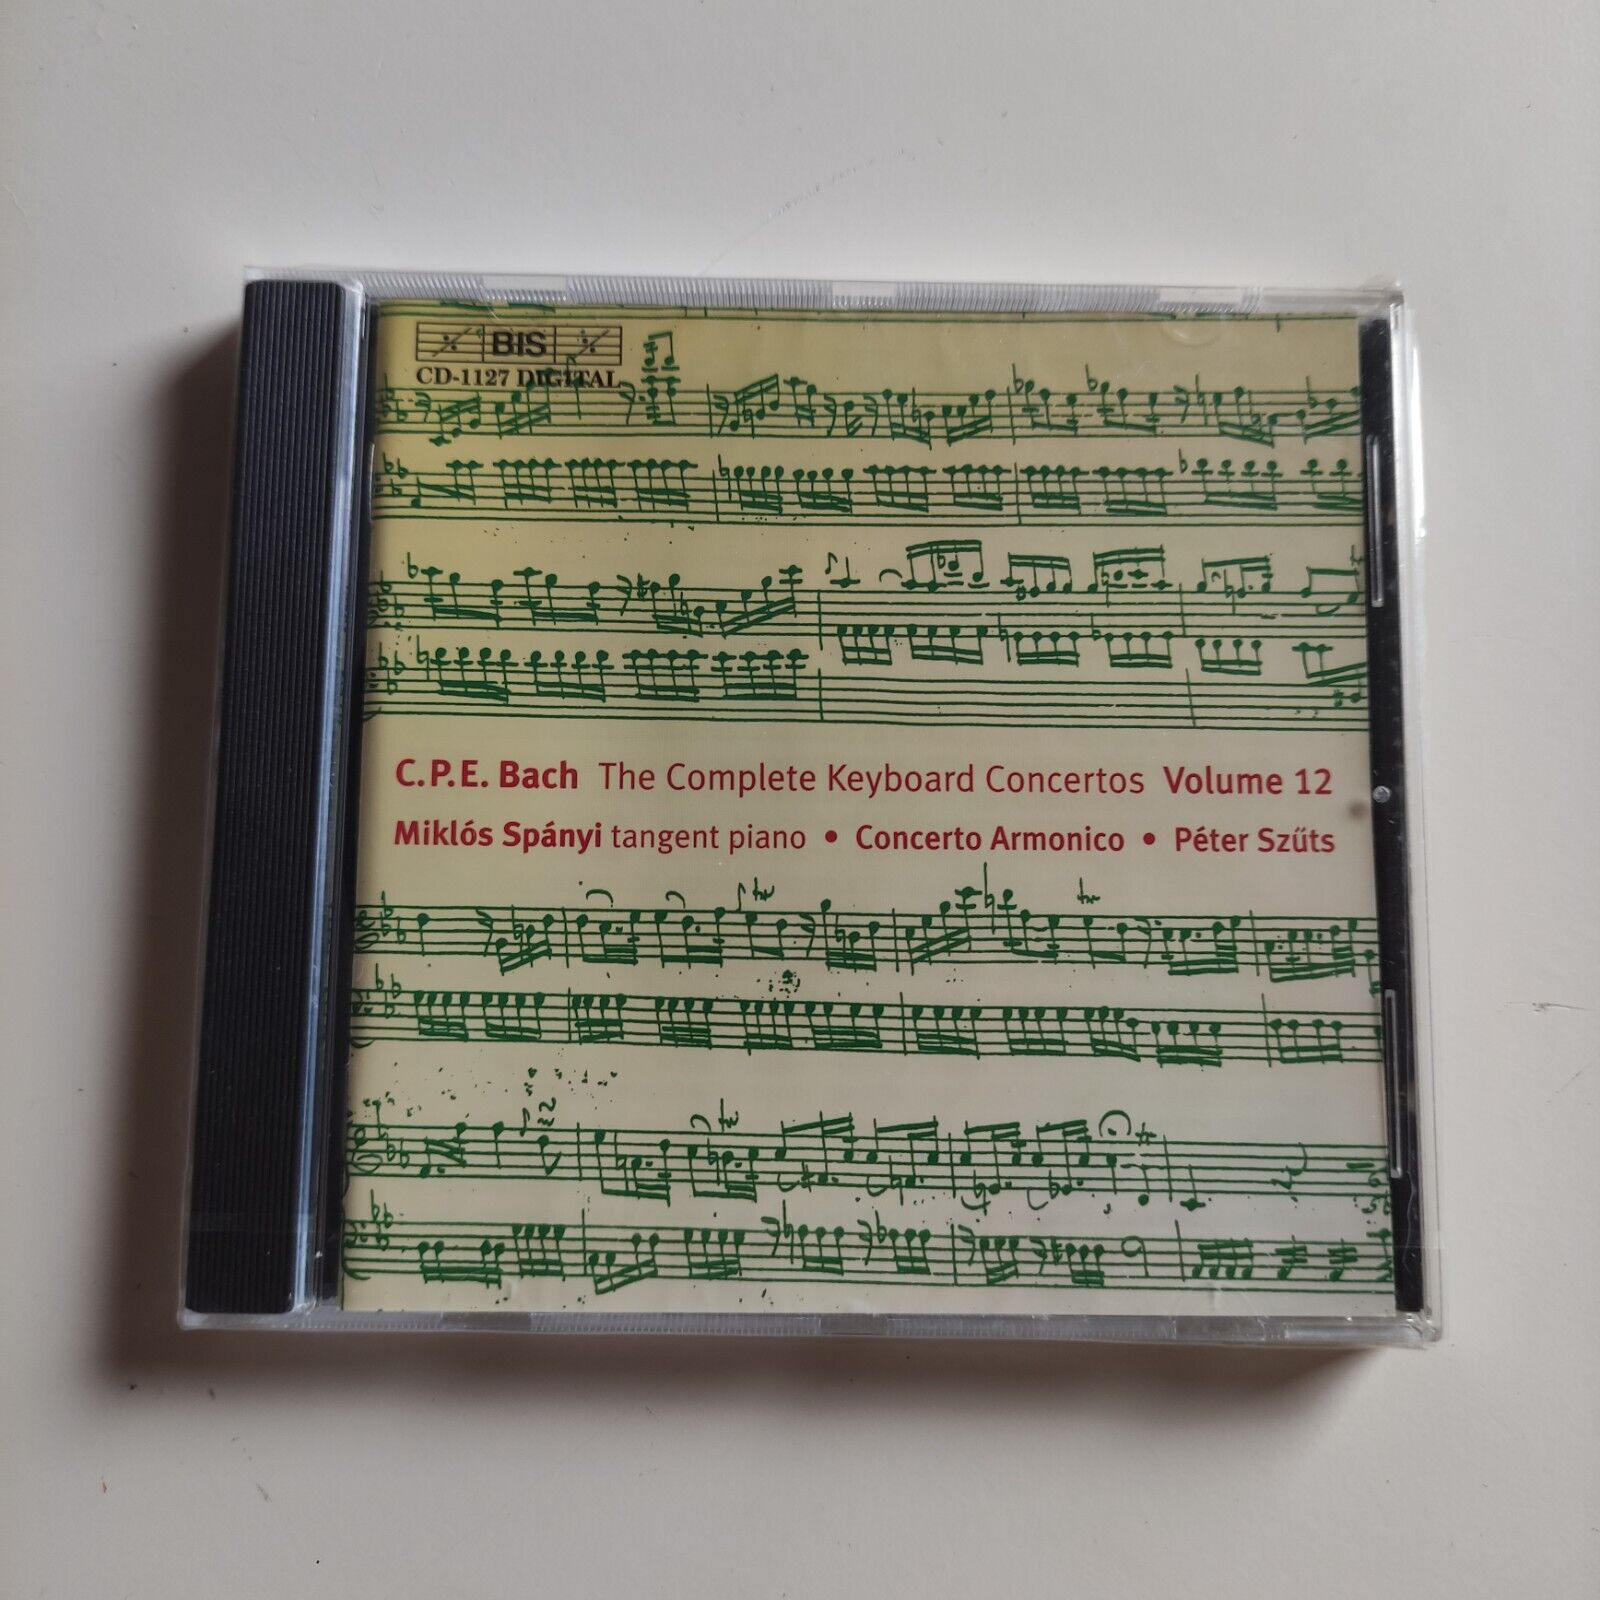 BIS
CD-1127 DIGITAL
C.P.E. Bach The Complete Keyboard Concertos Volume 12
Miklós Spányi tangent piano • Concerto Armonico • Péter Szűts